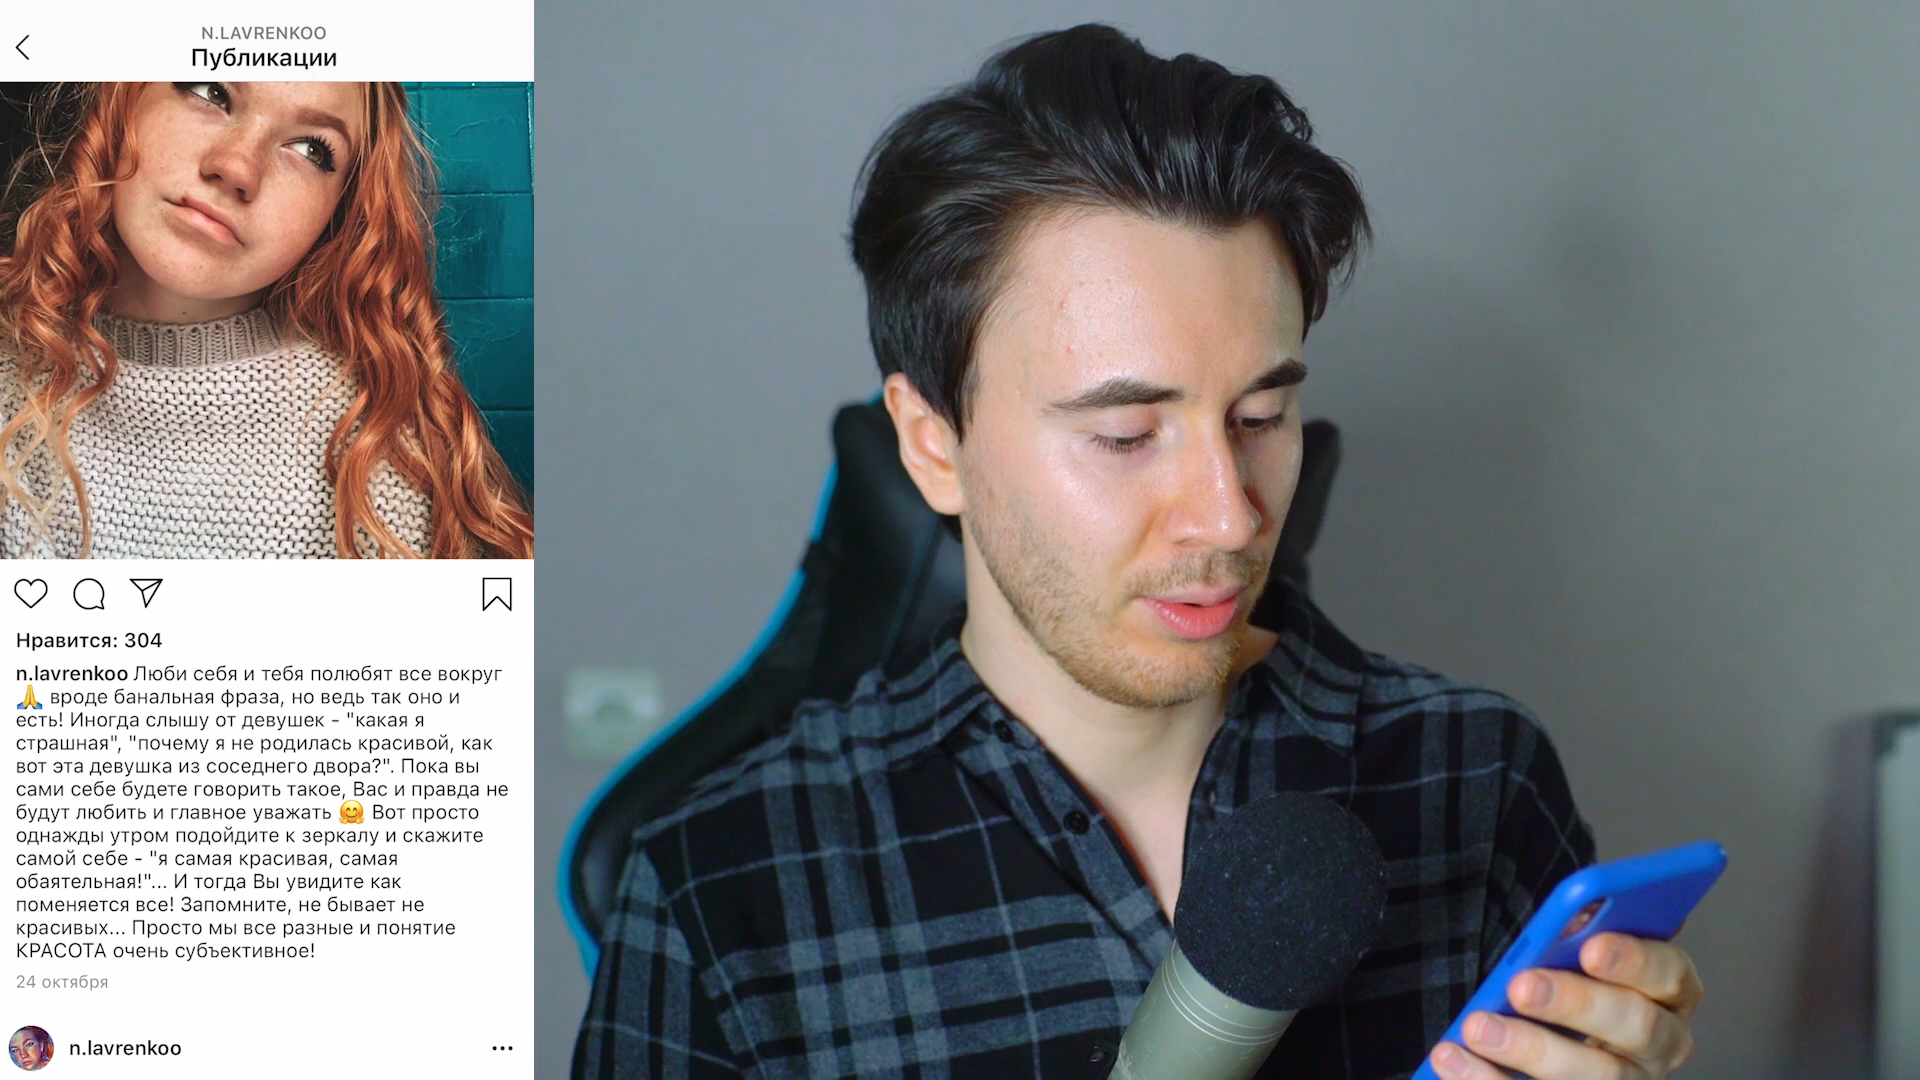 N.LAVRENKOO
Публикации
Нравится: 304
n.lavrenkoo Люби себя и тебя полюбят все вокруг
🙏 вроде банальная фраза, но ведь так оно и
есть! Иногда слышу от девушек - "какая я
страшная", "почему я не родилась красивой, как
вот эта девушка из соседнего двора?". Пока вы
сами себе будете говорить такое, Вас и правда не
будут любить и главное уважать 🤗 Вот просто
однажды утром подойдите к зеркалу и скажите
самой себе - "я самая красивая, самая
обаятельная!"... И тогда Вы увидите как
поменяется все! Запомните, не бывает не
красивых... Просто мы все разные и понятие
КРАСОТА очень субъективное!
24 октября
n.lavrenkoo